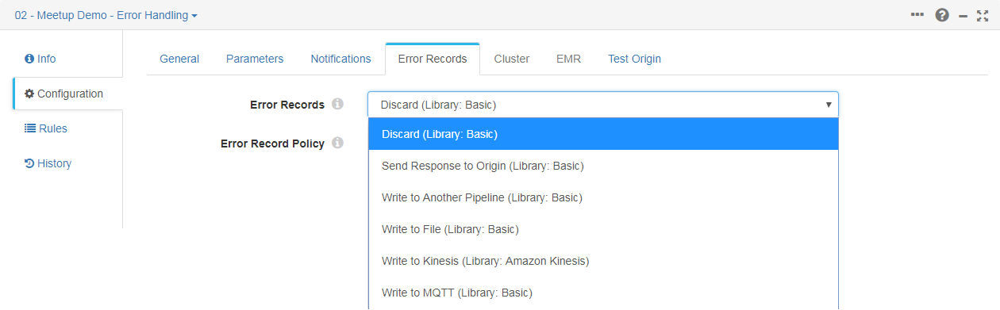 02 - Meetup Demo - Error Handling
Info
Configuration
Rules
History
General Parameters Notifications Error Records Cluster EMR Test Origin
Error Records Discard (Library: Basic)
Error Record Policy
Discard (Library: Basic)
Send Response to Origin (Library: Basic)
Write to Another Pipeline (Library: Basic)
Write to File (Library: Basic)
Write to Kinesis (Library: Amazon Kinesis)
Write to MQTT (Library: Basic)